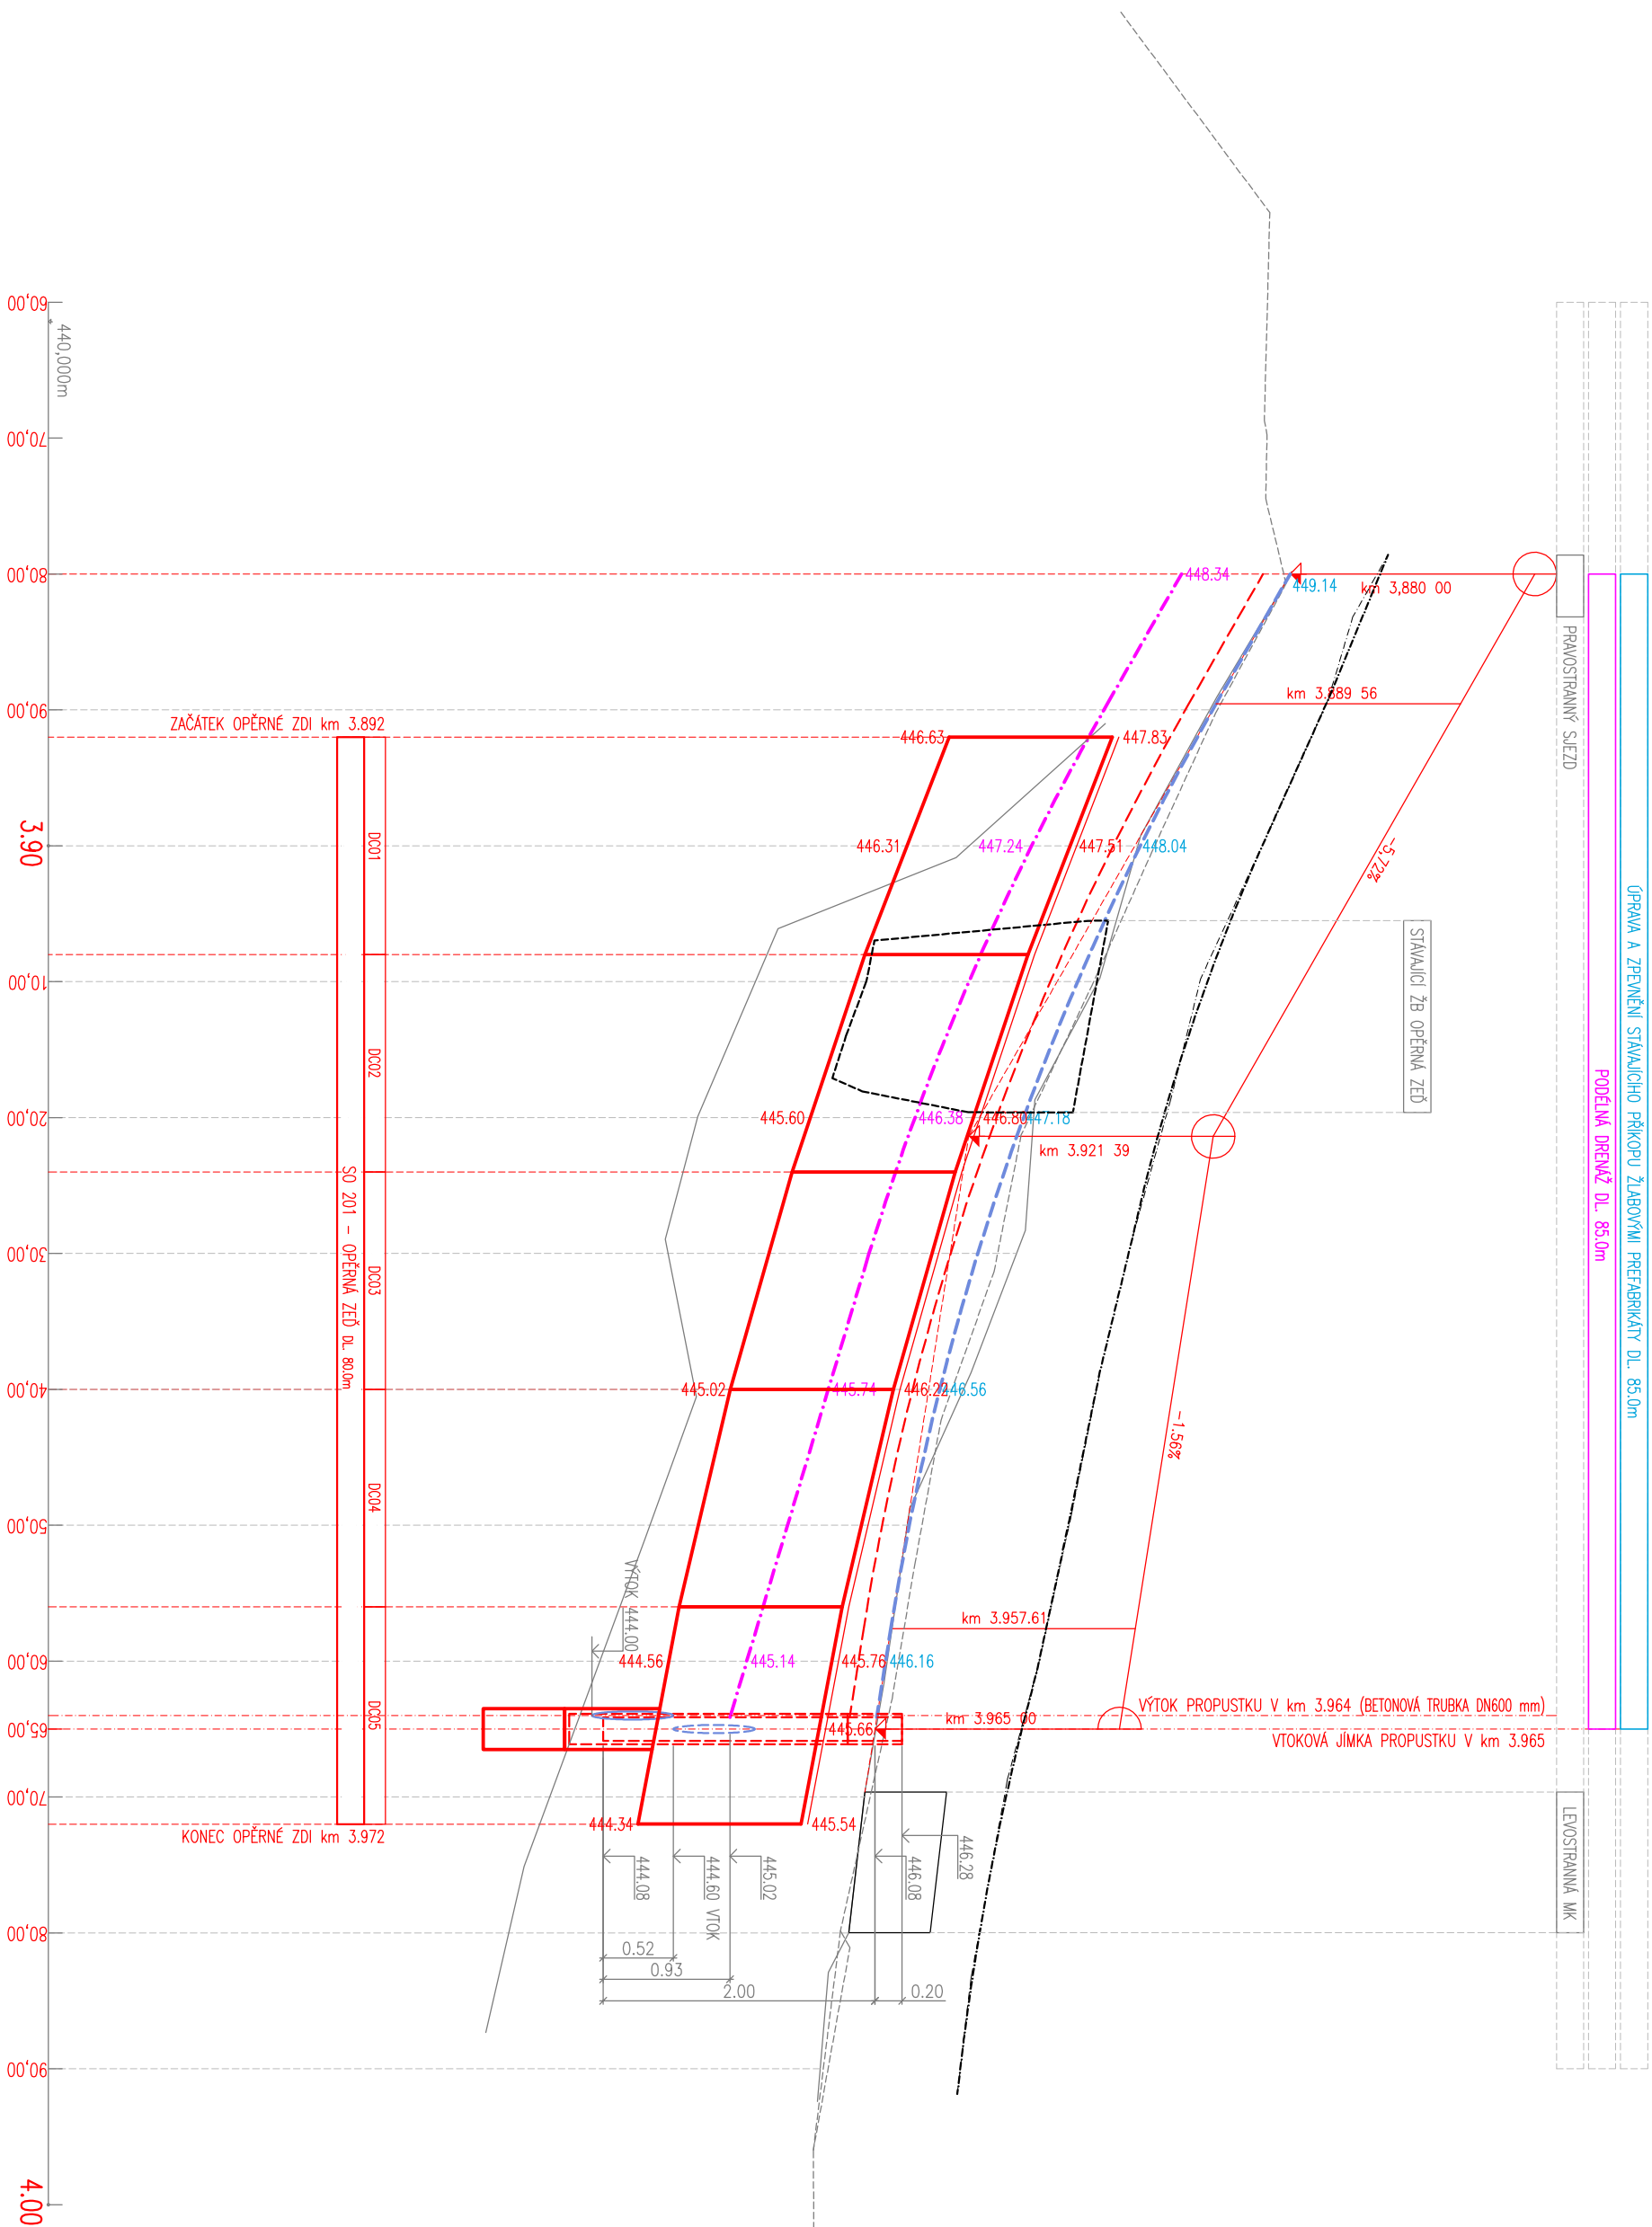 ÚPRAVA A ZPEVNĚNÍ STÁVAJÍCÍHO PŘÍKOPU ŽLABOVÝMI PREFABRIKÁTY DL. 85.0m
PODÉLNÁ DRENÁŽ DL. 85.0m
PRAVOSTRANNÝ SJEZD
LEVOSTRANNÁ MK
STÁVAJÍCÍ ŽB OPĚRNÁ ZEĎ
km 3,880 00
km 3.889 56
-5,72%
km 3.921 39
-1.56%
km 3.957.61
km 3.965 00
VÝTOK PROPUSTKU V km 3.964 (BETONOVÁ TRUBKA DN600 mm)
VTOKOVÁ JÍMKA PROPUSTKU V km 3.965
449.14
448.04
447.18
446.56
446.16
448.34
447.24
446.38
445.74
445.14
447.83
447.51
446.80
446.22
445.76
445.66
445.54
446.63
446.31
445.60
445.02
444.56
444.34
VÝTOK 444.00
446.28
446.08
445.02
444.60 VTOK
444.08
0.52
0.93
2.00
0.20
ZAČÁTEK OPĚRNÉ ZDI km 3.892
KONEC OPĚRNÉ ZDI km 3.972
DC01
DC02
DC03
DC04
DC05
SO 201 - OPĚRNÁ ZEĎ DL. 80.0m
440,000m
60,00
70,00
80,00
90,00
3.90
10,00
20,00
30,00
40,00
50,00
60,00
65,00
70,00
80,00
90,00
4.00